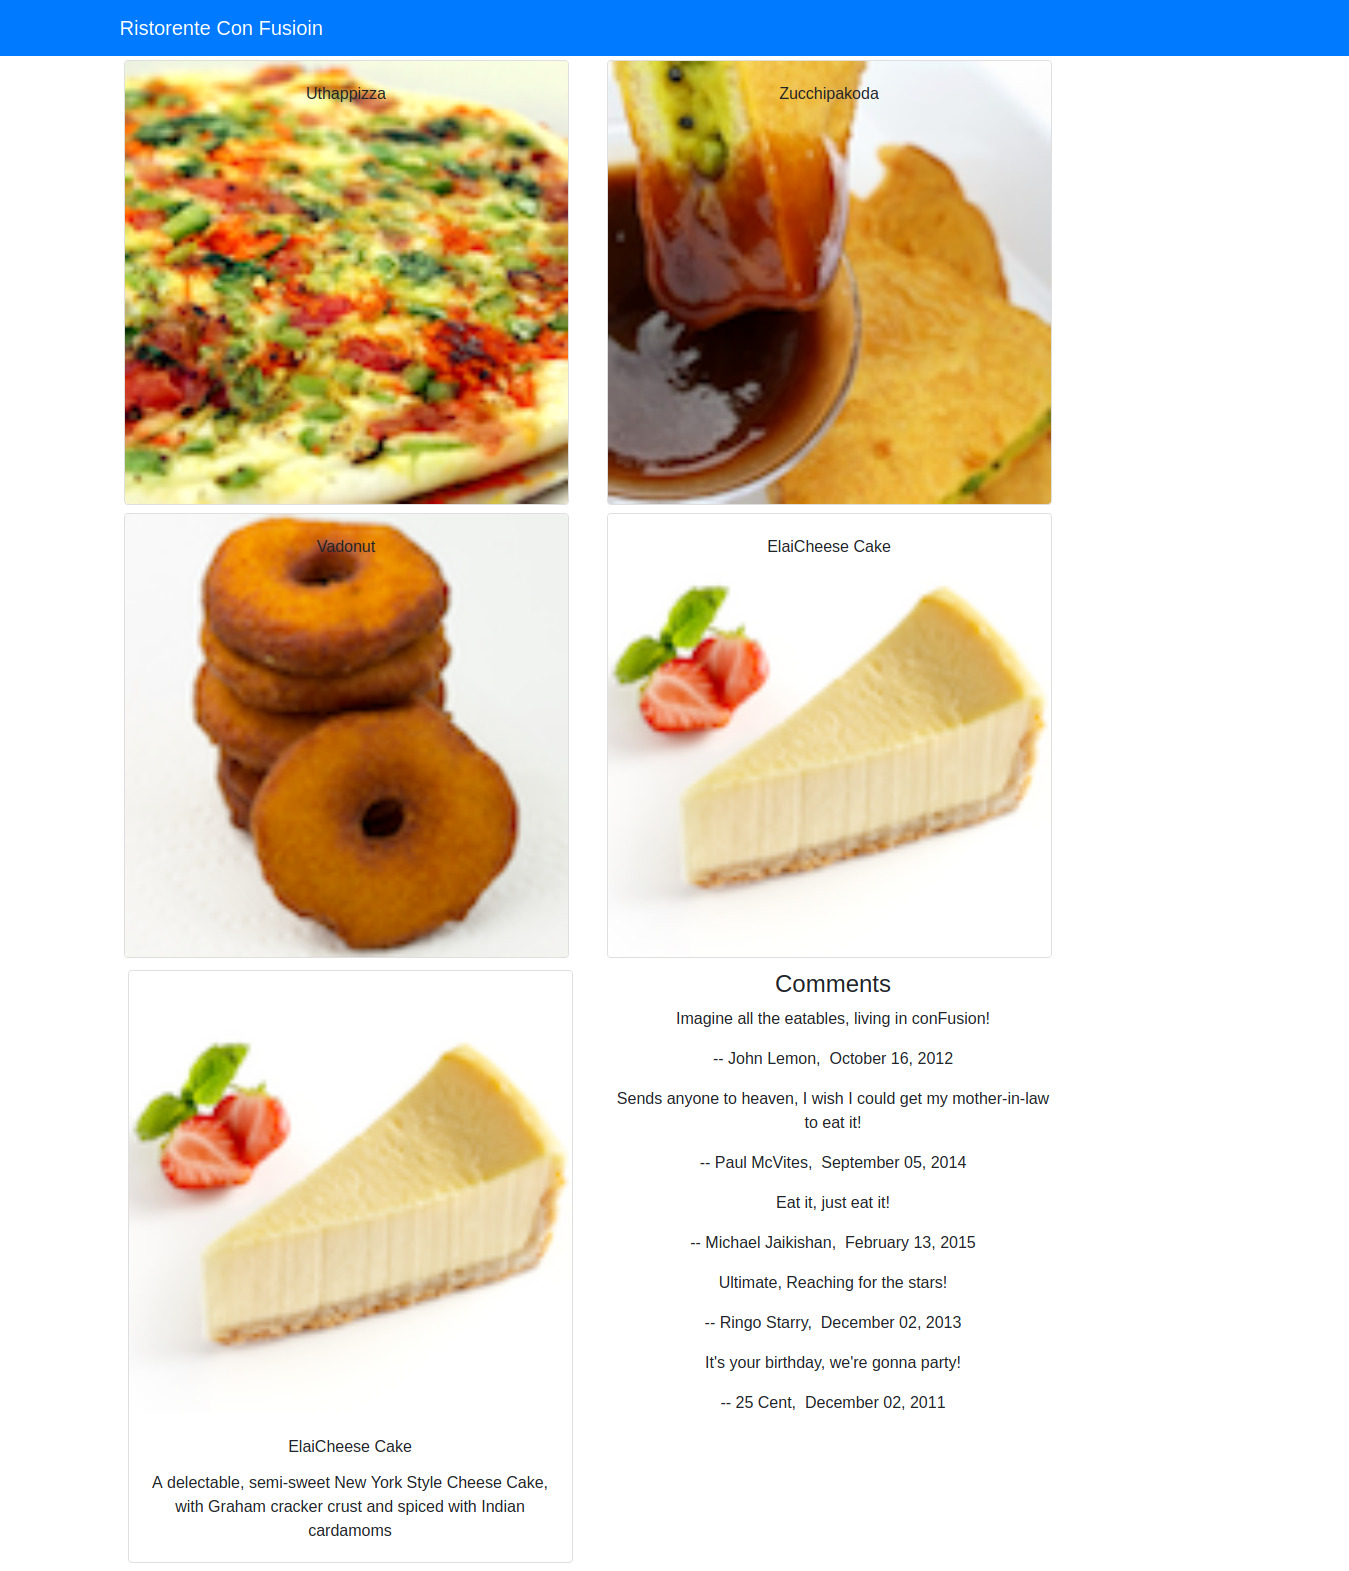 Ristorente Con Fusioin
Uthappizza
Zucchipakoda
Vadonut
ElaiCheese Cake
ElaiCheese Cake
A delectable, semi-sweet New York Style Cheese Cake,
with Graham cracker crust and spiced with Indian
cardamoms
Comments
Imagine all the eatables, living in conFusion!
-- John Lemon,  October 16, 2012
Sends anyone to heaven, I wish I could get my mother-in-law
to eat it!
-- Paul McVites,  September 05, 2014
Eat it, just eat it!
-- Michael Jaikishan,  February 13, 2015
Ultimate, Reaching for the stars!
-- Ringo Starry,  December 02, 2013
It's your birthday, we're gonna party!
-- 25 Cent,  December 02, 2011